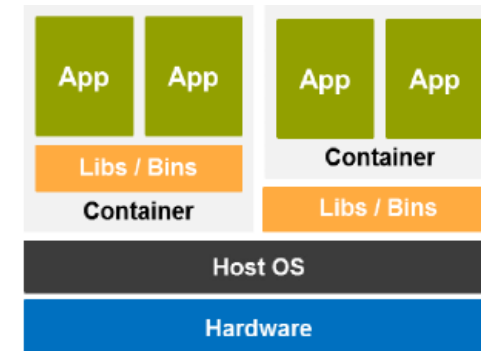 App App App App
Libs / Bins
Container
Container
Libs / Bins
Host OS
Hardware